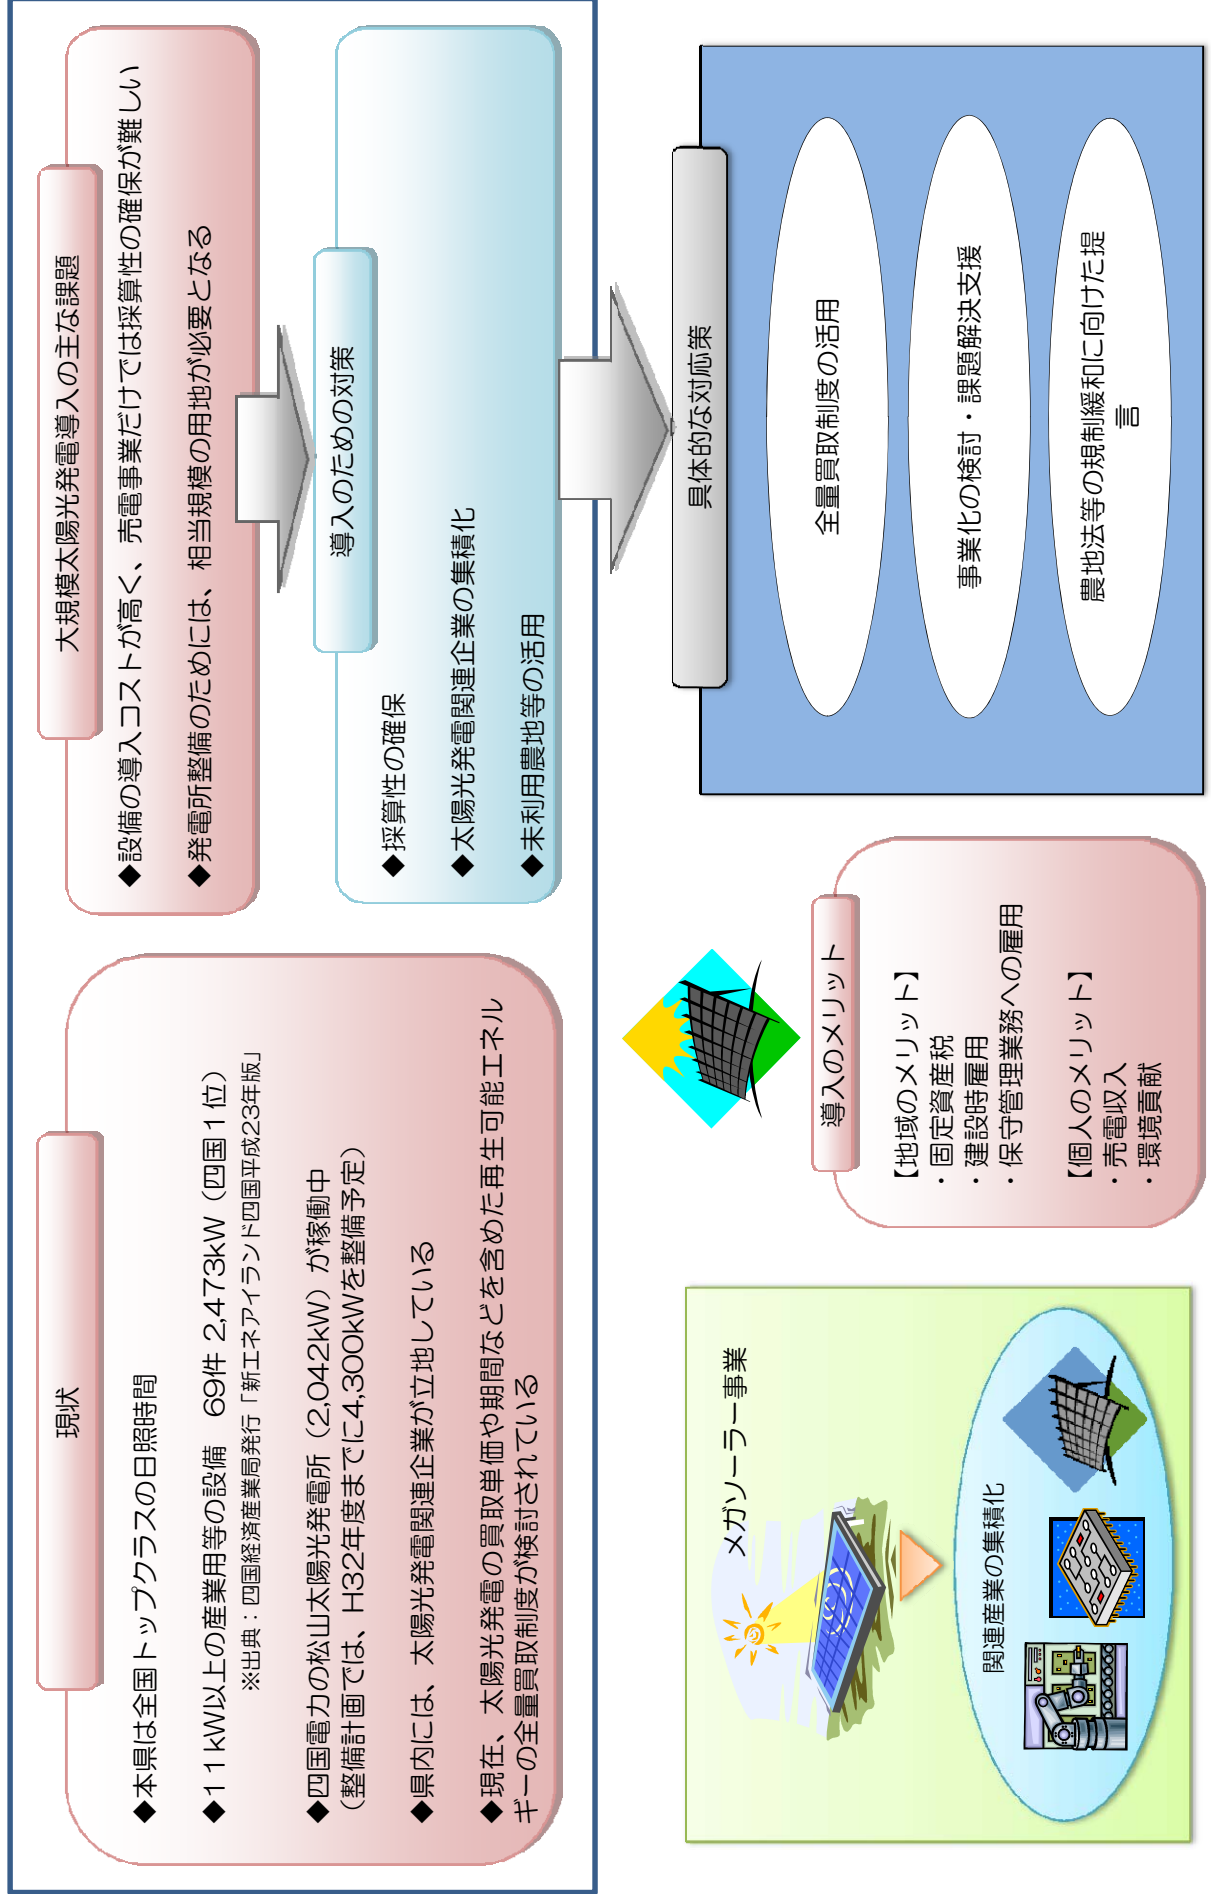 現状
◆本県は全国トップクラスの日照時間
◆11kW以上の産業用等の設備　69件 2,473kW（四国1位）
※出典：四国経済産業局発行「新エネアイランド四国平成23年版」
◆四国電力の松山太陽光発電所（2,042kW）が稼働中
（整備計画では、H32年度までに4,300kWを整備予定）
◆県内には、太陽光発電関連企業が立地している
◆現在、太陽光発電の買取単価や期間などを含めた再生可能エネル
ギーの全量買取制度が検討されている
大規模太陽光発電導入の主な課題
◆設備の導入コストが高く、売電事業だけでは採算性の確保が難しい
◆発電所整備のためには、相当規模の用地が必要となる
導入のための対策
◆採算性の確保
◆太陽光発電関連企業の集積化
◆未利用農地等の活用
メガソーラー事業
関連産業の集積化
導入のメリット
【地域のメリット】
・固定資産税
・建設時雇用
・保守管理業務への雇用
【個人のメリット】
・売電収入
・環境貢献
具体的な対応策
全量買取制度の活用
事業化の検討・課題解決支援
農地法等の規制緩和に向けた提
言